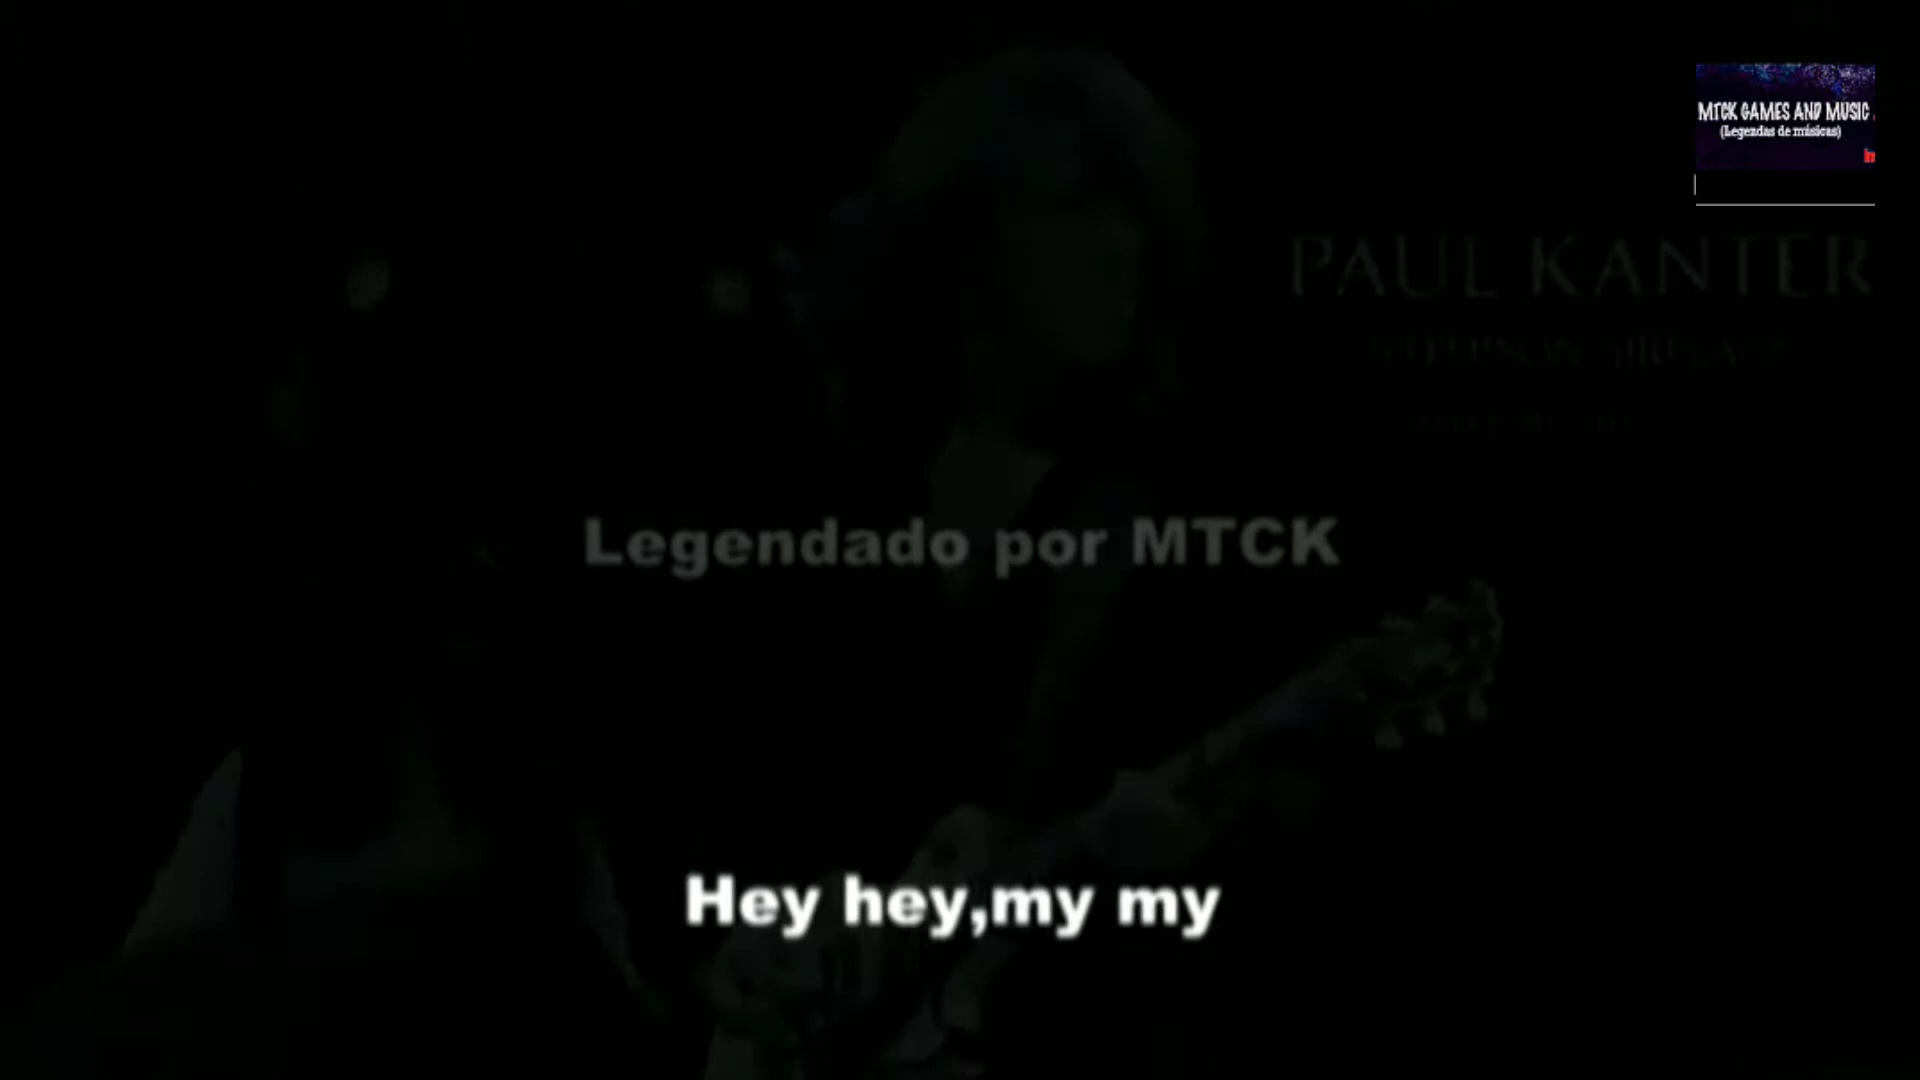 MTCK GAMES AND MUSIC
(Legendas de músicas)
PAUL KANTER
Legendado por MTCK
Hey hey,my my